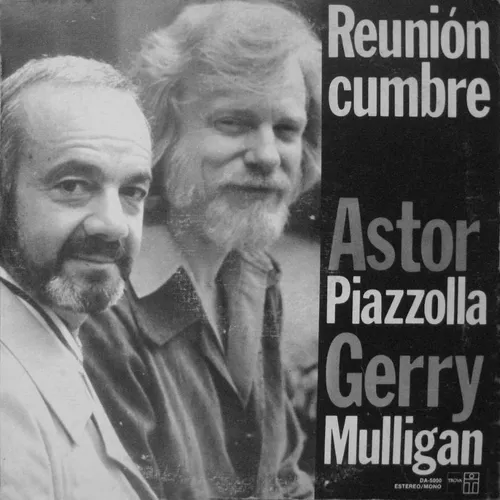 Reunión
cumbre
Astor
Piazzolla
Gerry
Mulligan
DA-5000
ESTEREO/MONO
TROVA